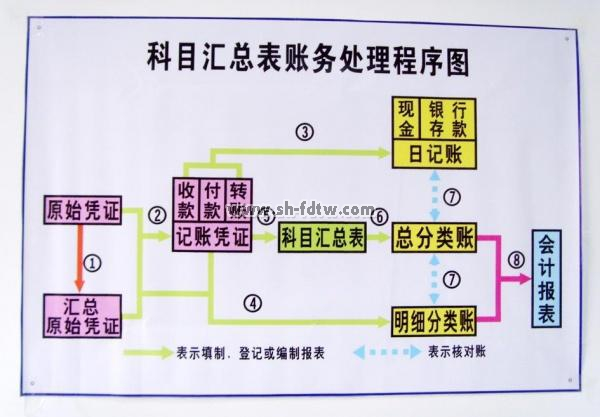 科目汇总表账务处理程序图
现金 银行存款
日记账
③
⑦
收款 付款 转账
记账凭证
www.sh-fdtw.com
原始凭证
②
⑤
科目汇总表
⑥
总分类账
①
⑦
⑧
会计报表
汇总
原始凭证
④
明细分类账
表示填制、登记或编制报表
表示核对账